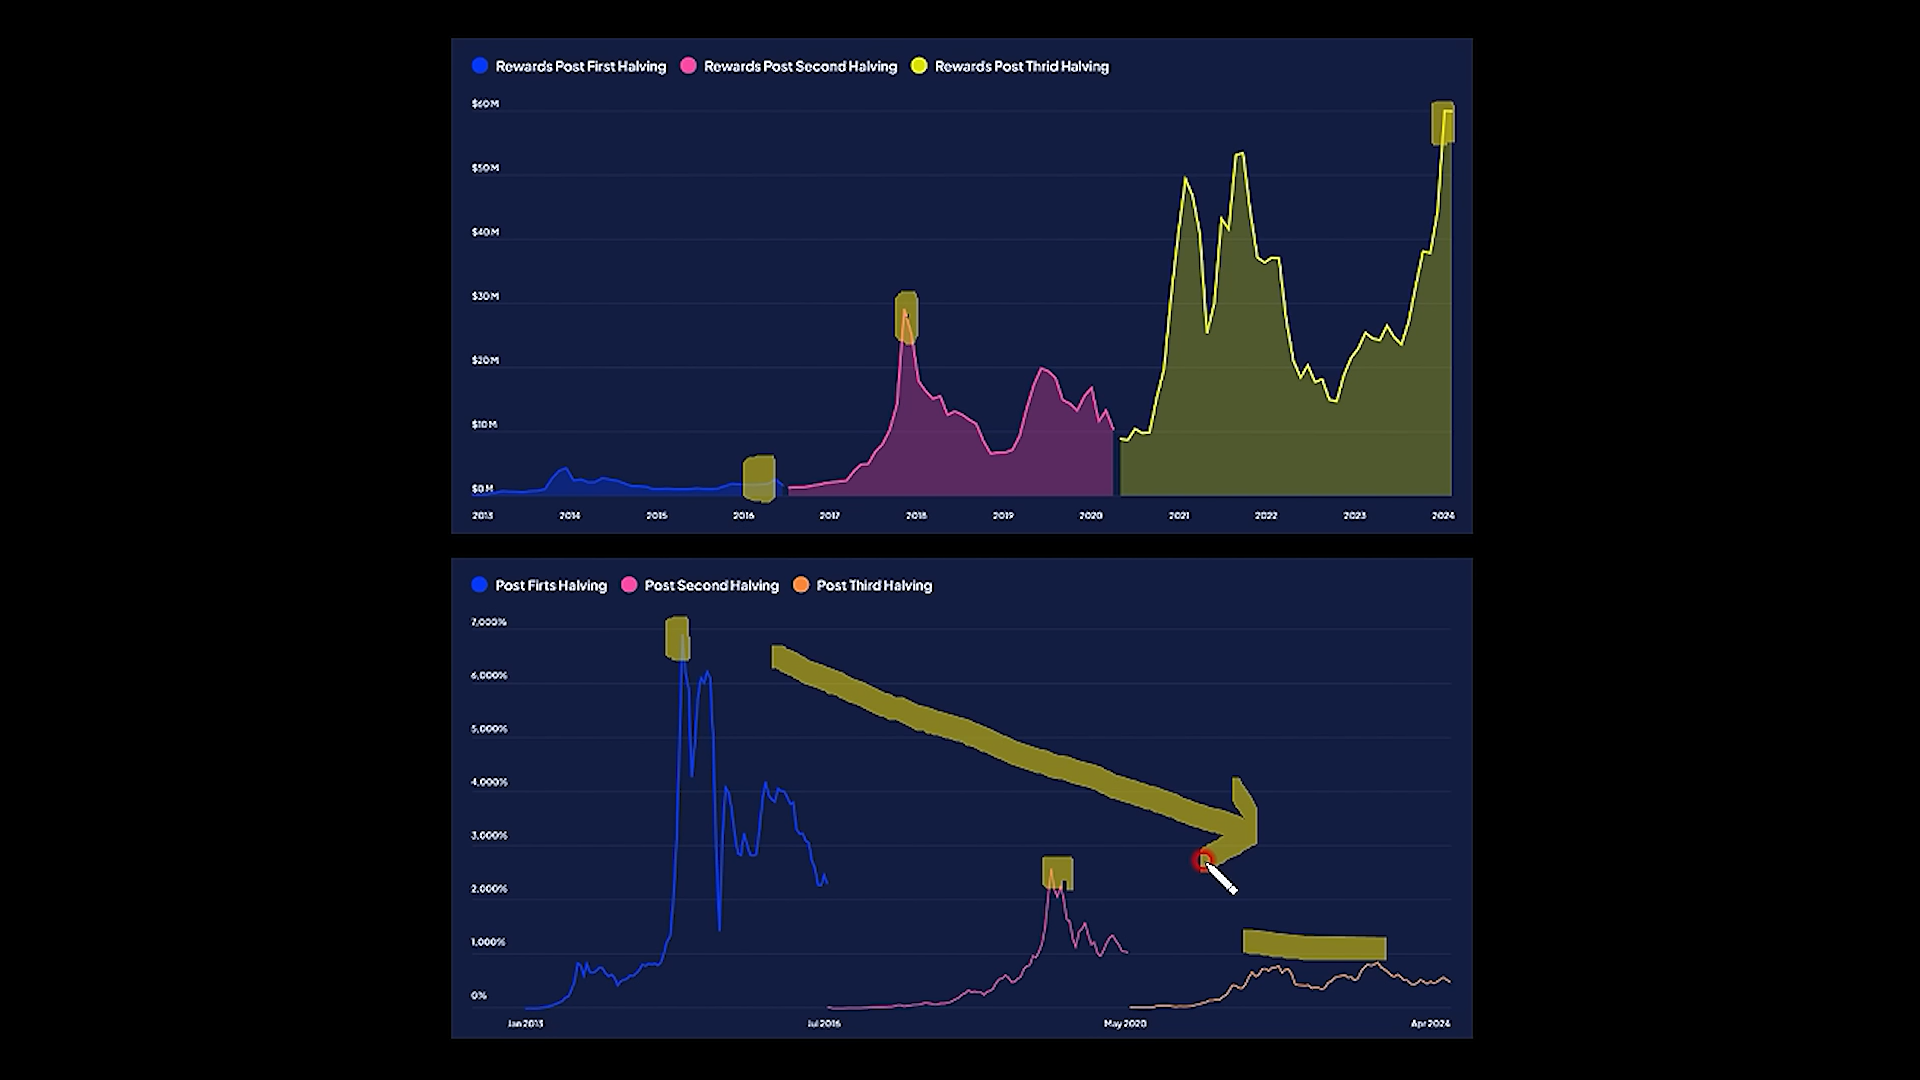 Rewards Post First Halving Rewards Post Second Halving Rewards Post Thrid Halving
$60M
$50M
$40M
$30M
$20M
$10M
$0M
2013 2014 2015 2016 2017 2018 2019 2020 2021 2022 2023 2024
Post Firts Halving Post Second Halving Post Third Halving
7,000%
6,000%
5,000%
4,000%
3,000%
2,000%
1,000%
0%
Jan 2013 Jul 2016 May 2020 Apr 2024